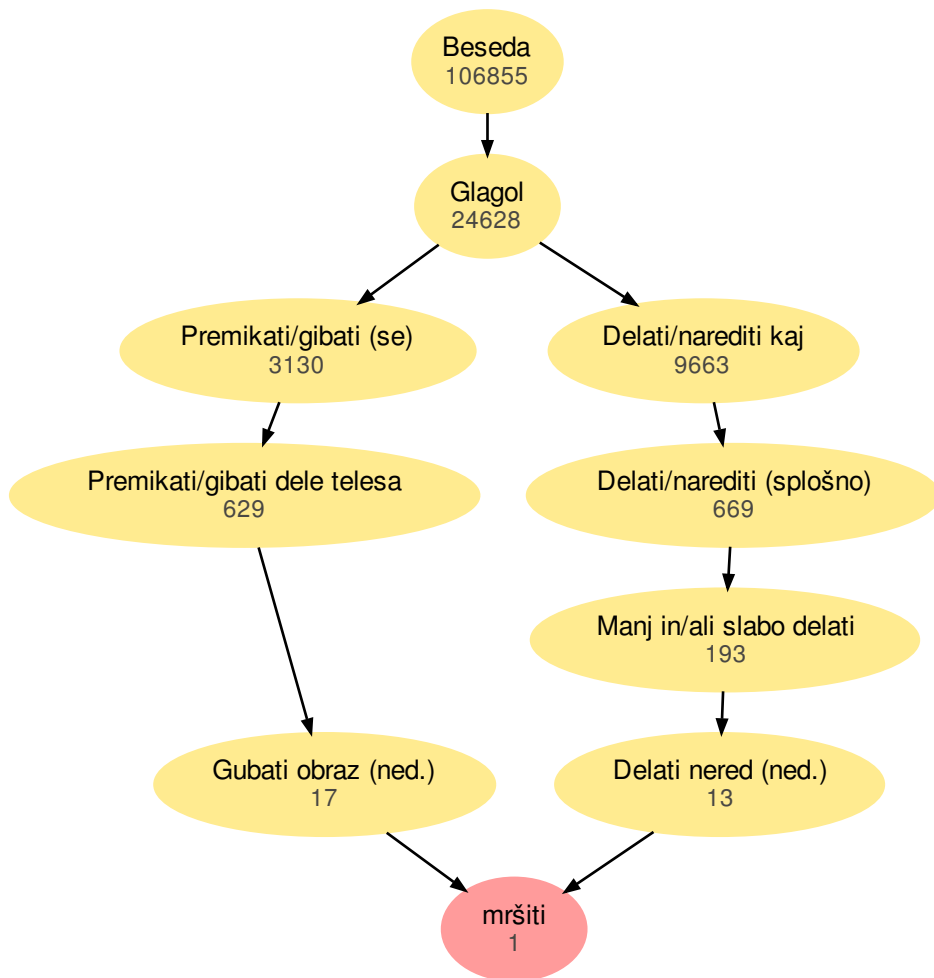 Beseda
106855
Glagol
24628
Premikati/gibati (se)
3130
Delati/narediti kaj
9663
Premikati/gibati dele telesa
629
Delati/narediti (splošno)
669
Manj in/ali slabo delati
193
Gubati obraz (ned.)
17
Delati nered (ned.)
13
mršiti
1